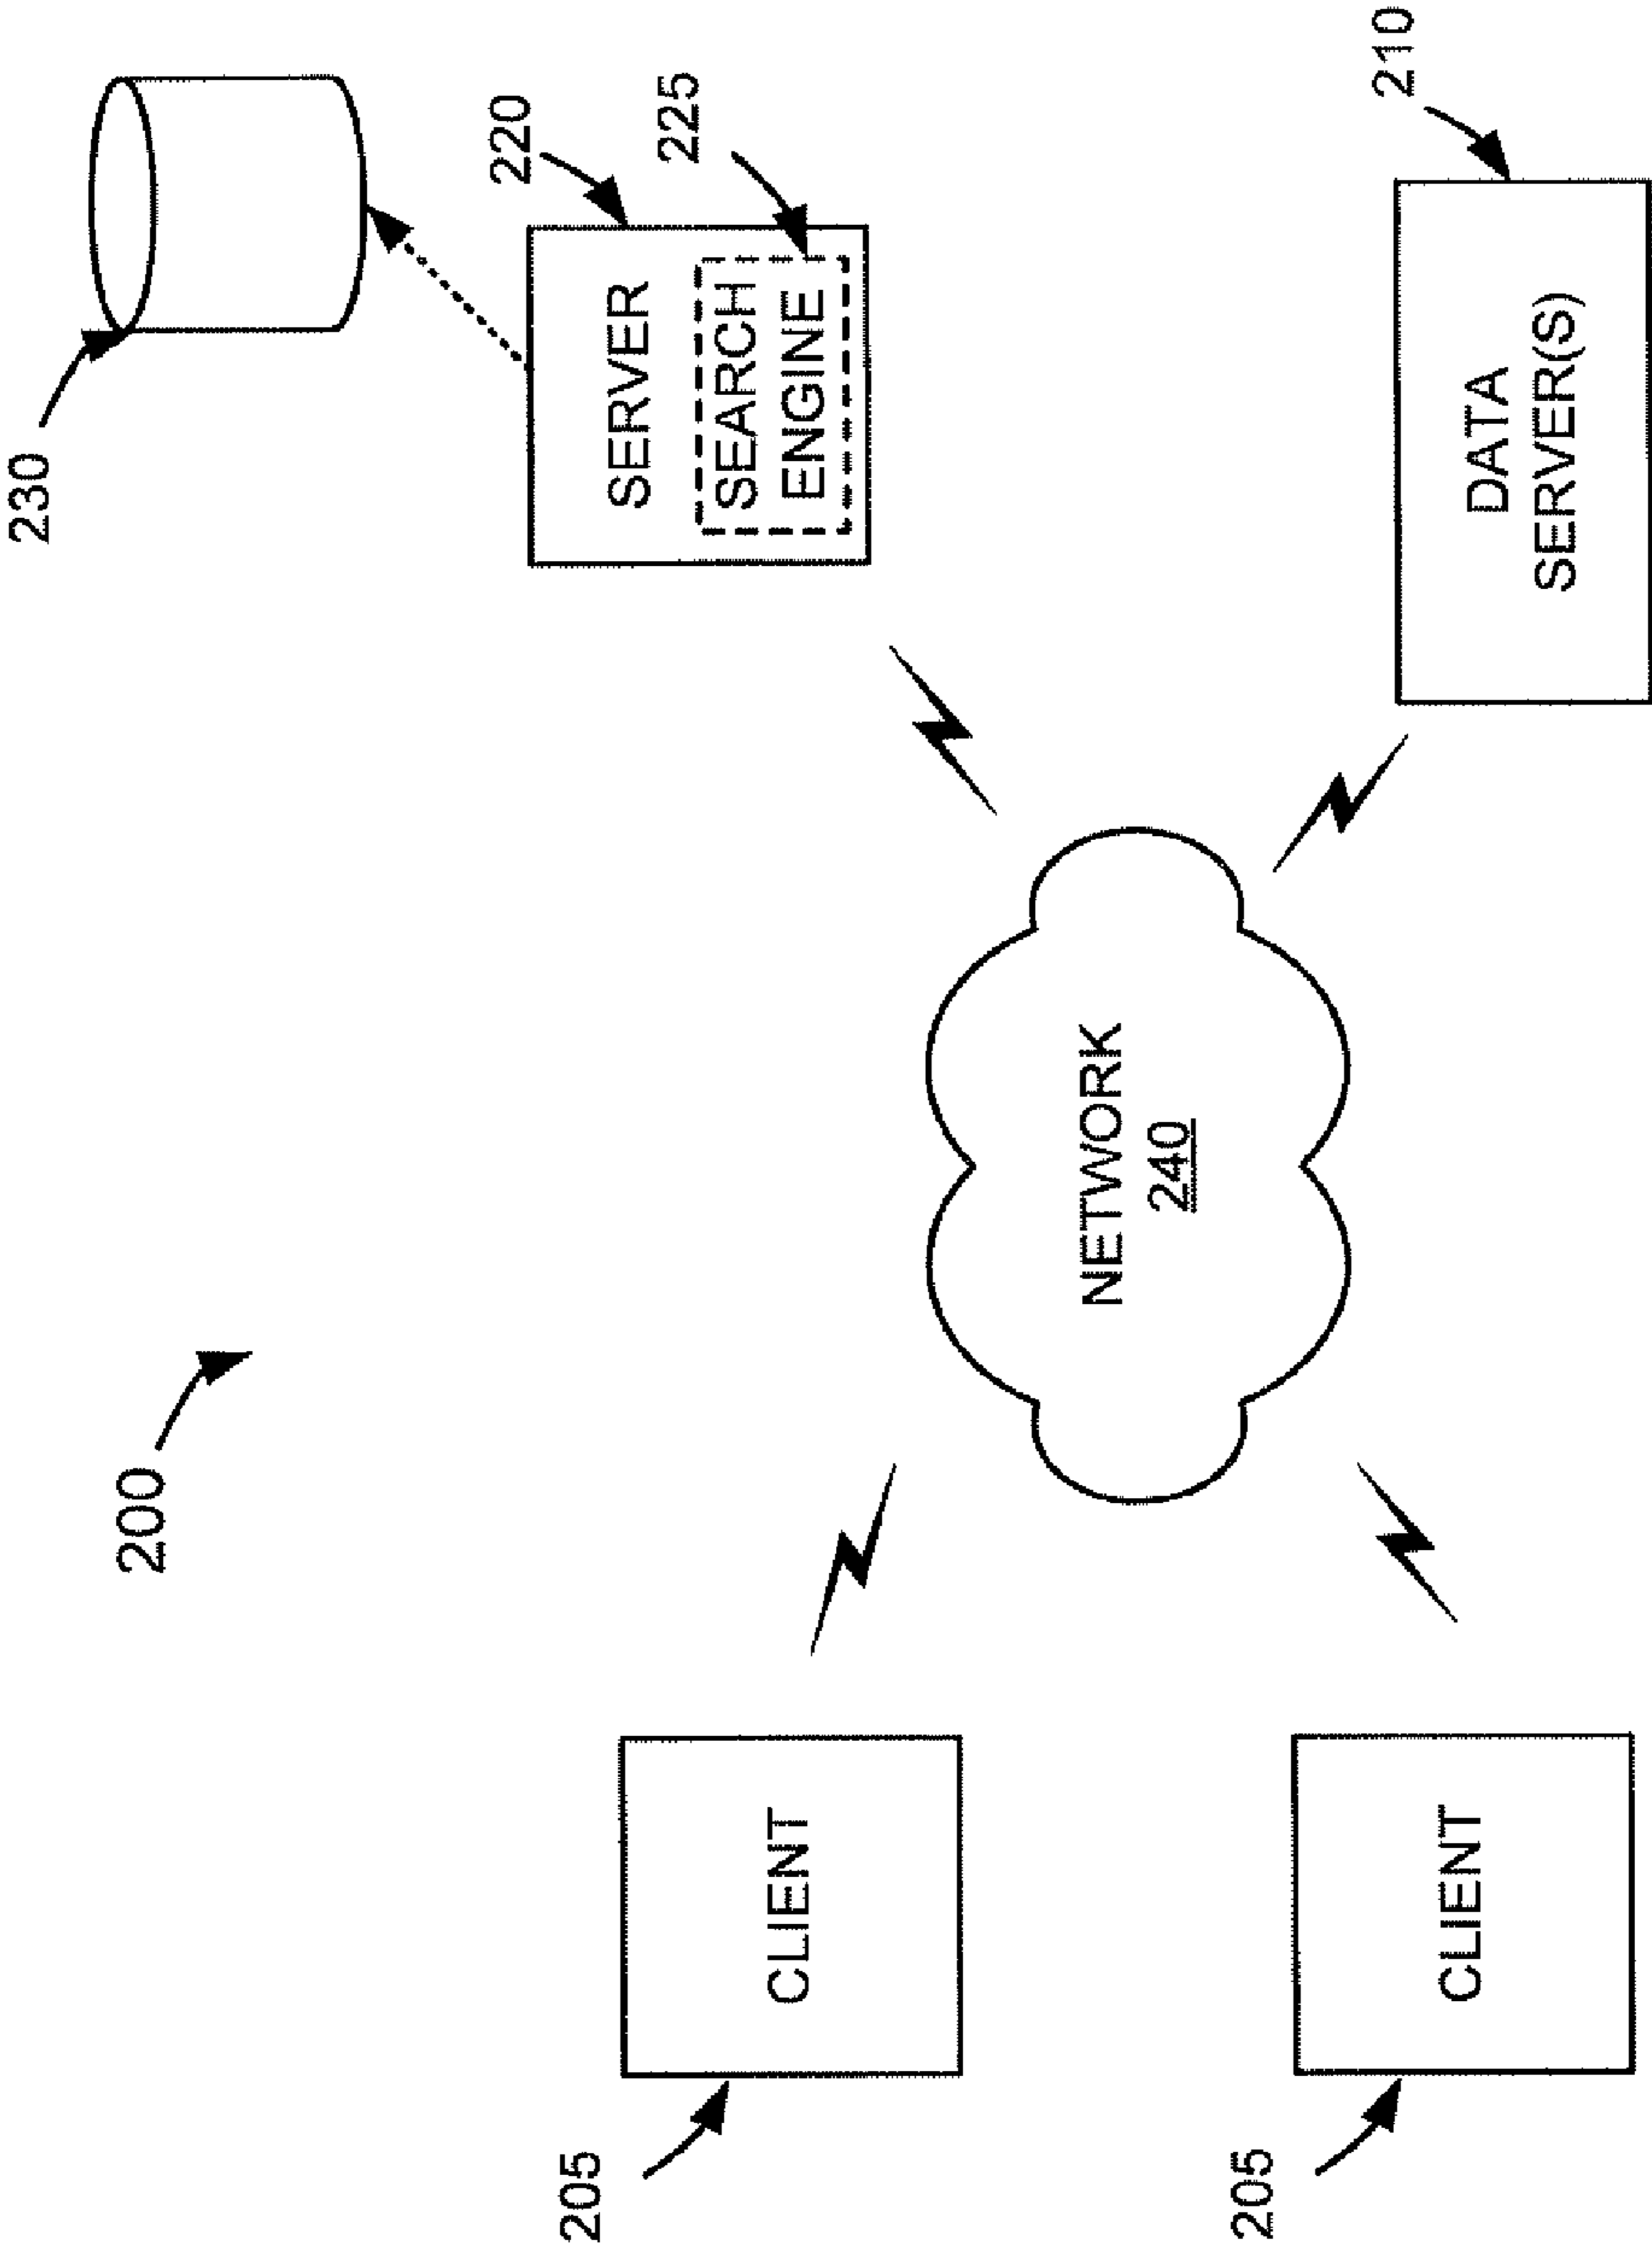 200
230
220
225
SERVER
SEARCH
ENGINE
205
CLIENT
NETWORK
240
210
DATA
SERVER(S)
205
CLIENT